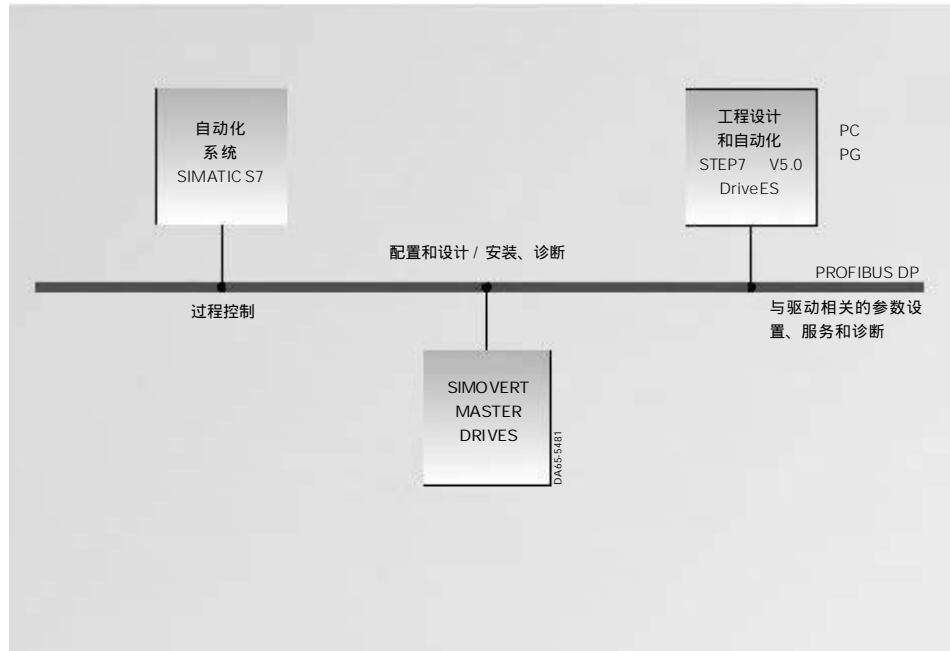 自动化
系统
SIMATIC S7
工程设计
和自动化
STEP7 V5.0
DriveES
PC
PG
配置和设计 / 安装、诊断
PROFIBUS DP
过程控制
与驱动相关的参数设
置、服务和诊断
SIMOVERT
MASTER
DRIVES
DA65-5481